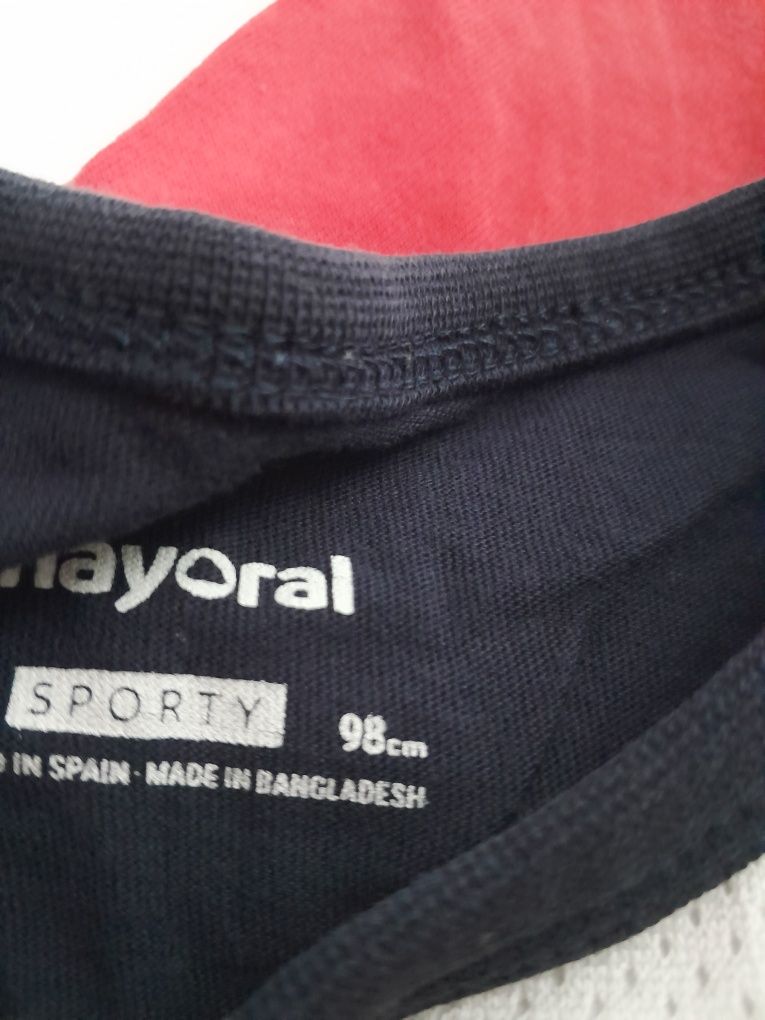 mayoral
SPORTY 98cm
IN SPAIN · MADE IN BANGLADESH